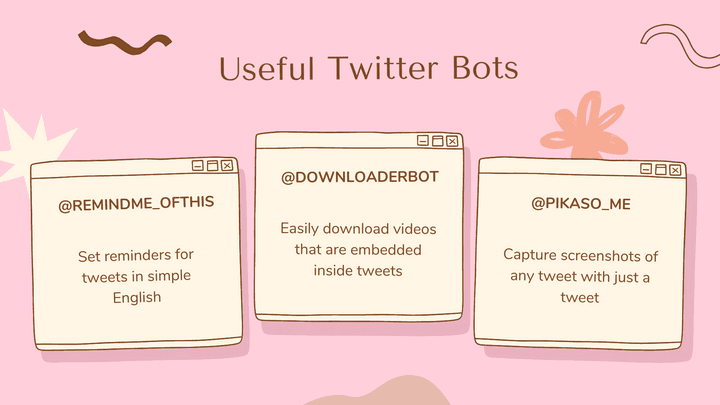 Useful Twitter Bots
@REMINDME_OFTHIS
Set reminders for
tweets in simple
English
@DOWNLOADERBOT
Easily download videos
that are embedded
inside tweets
@PIKASO_ME
Capture screenshots of
any tweet with just a
tweet